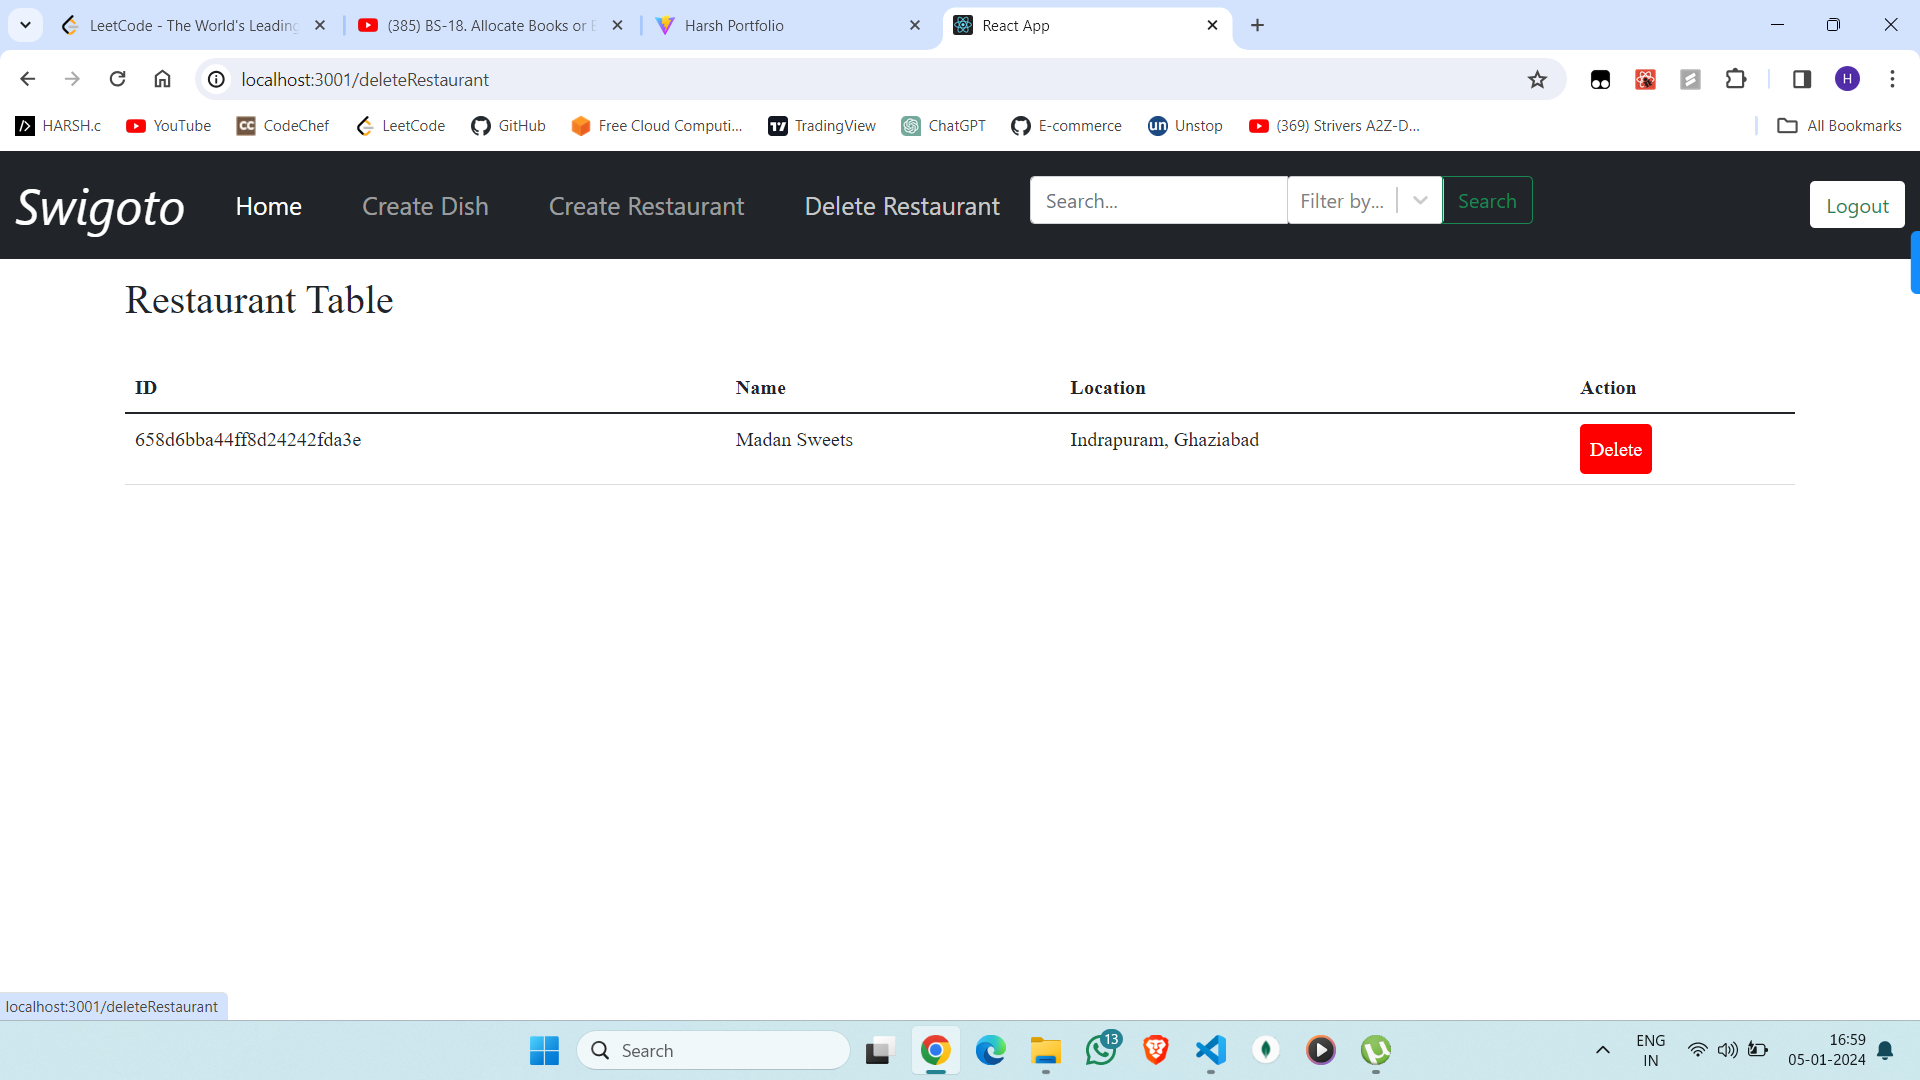 LeetCode - The World's Leading
(385) BS-18. Allocate Books or
Harsh Portfolio
React App
localhost:3001/deleteRestaurant
H
HARSH.c
YouTube
CC CodeChef
LeetCode
GitHub
Free Cloud Computi...
TradingView
ChatGPT
E-commerce
un Unstop
(369) Strivers A2Z-D...
All Bookmarks
Swigoto
Home
Create Dish
Create Restaurant
Delete Restaurant
Search...
Filter by...
Search
Logout
Restaurant Table
ID Name Location Action
658d6bba44ff8d24242fda3e Madan Sweets Indrapuram, Ghaziabad Delete
localhost:3001/deleteRestaurant
Search
13
ENG
IN
16:59
05-01-2024